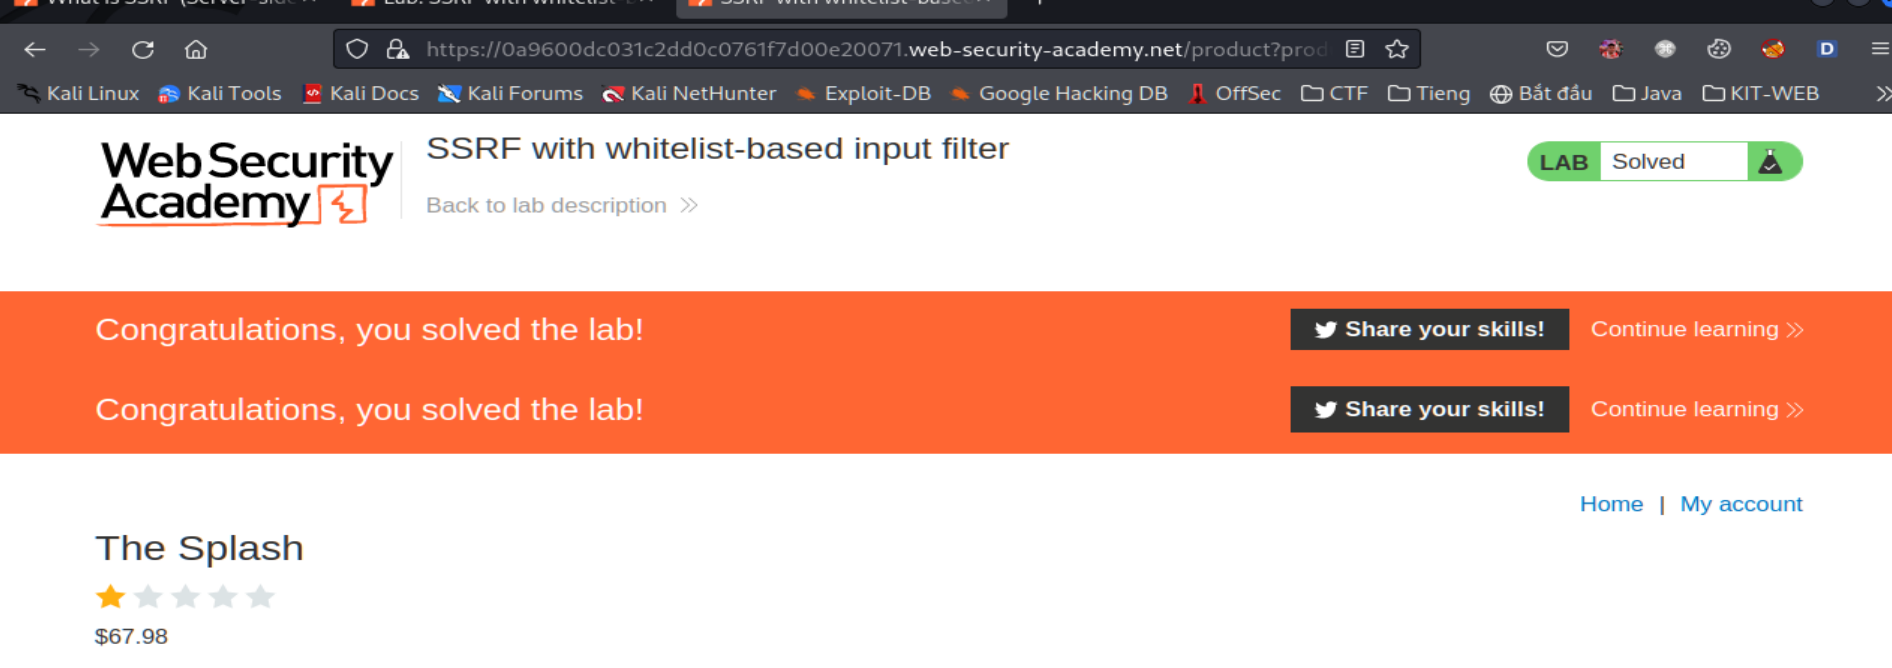 What is SSRF (Server-side
Lab: SSRF with whitelist-b
SSRF with whitelist-based
https://0a9600dc031c2dd0c0761f7d00e20071.web-security-academy.net/product?prod
Kali Linux Kali Tools Kali Docs Kali Forums Kali NetHunter Exploit-DB Google Hacking DB OffSec CTF Tieng Bắt đầu Java KIT-WEB
Web Security
Academy
SSRF with whitelist-based input filter
Back to lab description
LAB Solved
Congratulations, you solved the lab!
Share your skills! Continue learning
Congratulations, you solved the lab!
Share your skills! Continue learning
Home | My account
The Splash
$67.98